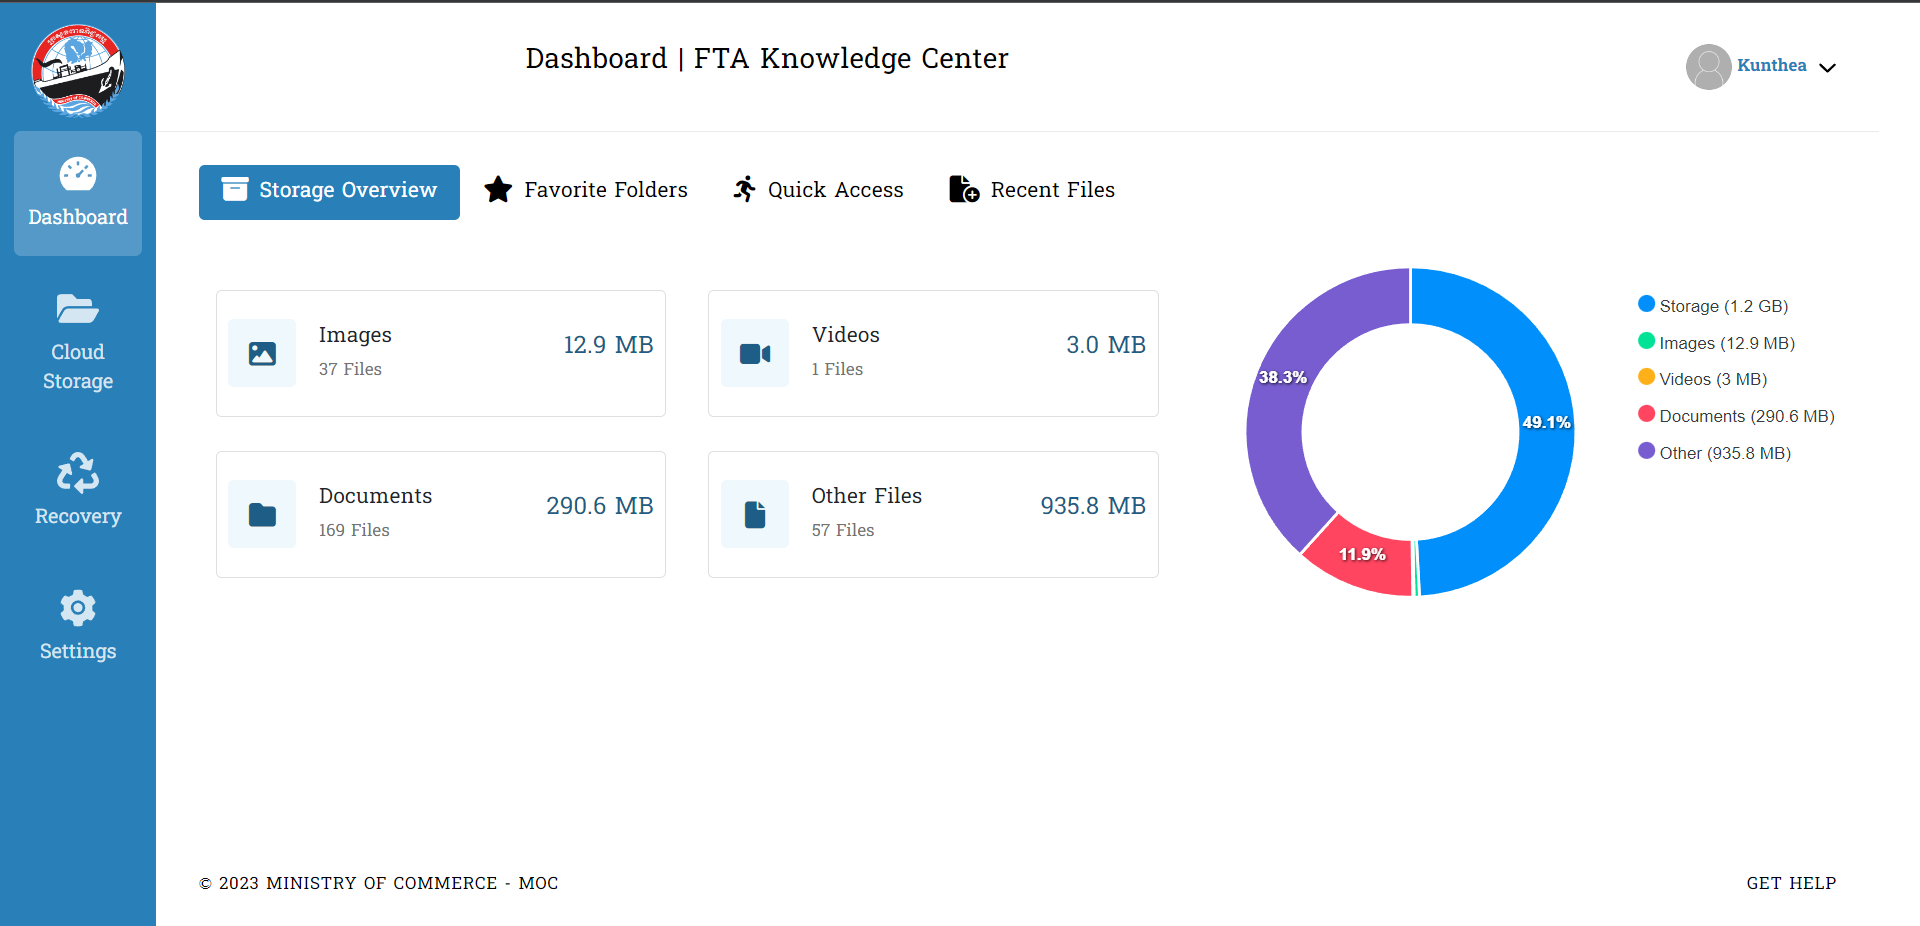 Dashboard | FTA Knowledge Center
Kunthea
Dashboard
Cloud
Storage
Recovery
Settings
Storage Overview
Favorite Folders
Quick Access
Recent Files
Images
37 Files
12.9 MB
Videos
1 Files
3.0 MB
Documents
169 Files
290.6 MB
Other Files
57 Files
935.8 MB
38.3%
49.1%
11.9%
Storage (1.2 GB)
Images (12.9 MB)
Videos (3 MB)
Documents (290.6 MB)
Other (935.8 MB)
© 2023 MINISTRY OF COMMERCE - MOC
GET HELP